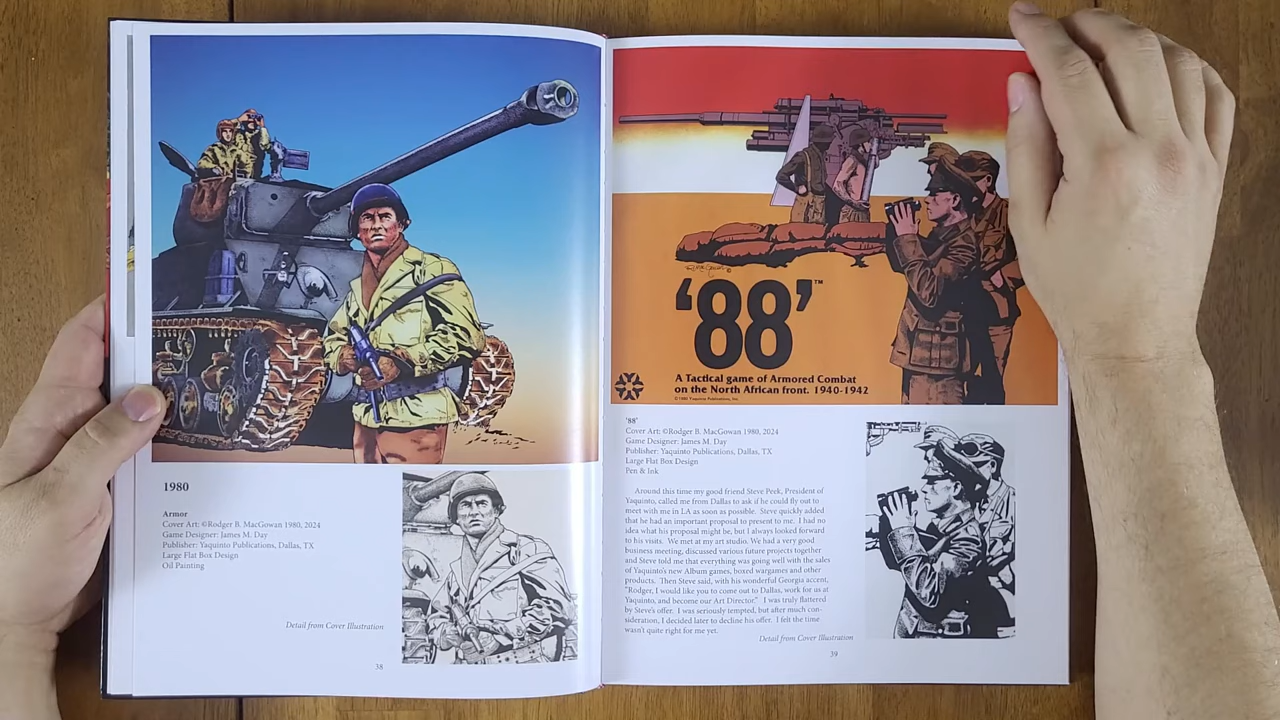 1980
Armor
Cover Art: ©Rodger B. MacGowan 1980, 2024
Game Designer: James M. Day
Publisher: Yaquinto Publications, Dallas, TX
Large Flat Box Design
Oil Painting
Detail from Cover Illustration
38
‘88’™
A Tactical game of Armored Combat
on the North African front. 1940-1942
©1980 Yaquinto Publications, Inc.
'88'
Cover Art: ©Rodger B. MacGowan 1980, 2024
Game Designer: James M. Day
Publisher: Yaquinto Publications, Dallas, TX
Large Flat Box Design
Pen & Ink
Around this time my good friend Steve Peek, President of
Yaquinto, called me from Dallas to ask if he could fly out to
meet with me in LA as soon as possible. Steve quickly added
that he had an important proposal to present to me. I had no
idea what his proposal might be, but I always looked forward
to his visits. We met at my art studio. We had a very good
business meeting, discussed various future projects together
and Steve told me that everything was going well with the sales
of Yaquinto's new Album games, boxed wargames and other
products. Then Steve said, with his wonderful Georgia accent,
"Rodger, I would like you to come out to Dallas, work for us at
Yaquinto, and become our Art Director." I was truly flattered
by Steve's offer. I was seriously tempted, but after much con-
sideration, I decided later to decline his offer. I felt the time
wasn't quite right for me yet.
Detail from Cover Illustration
39